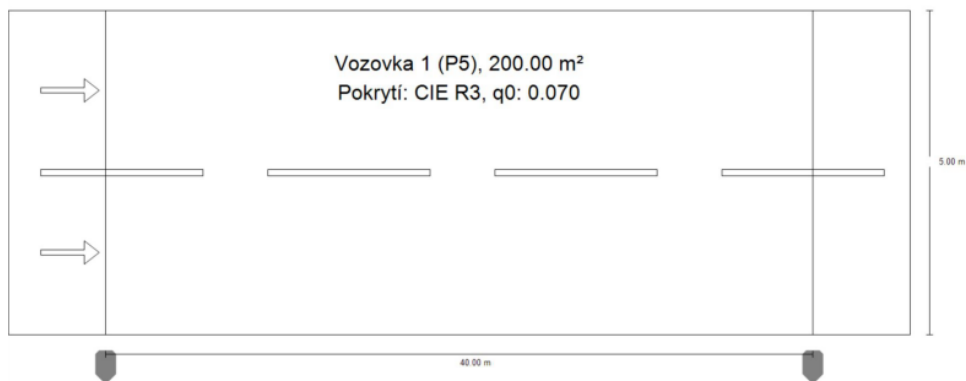 Vozovka 1 (P5), 200.00 m²
Pokrytí: CIE R3, q0: 0.070
5.00 m
40.00 m